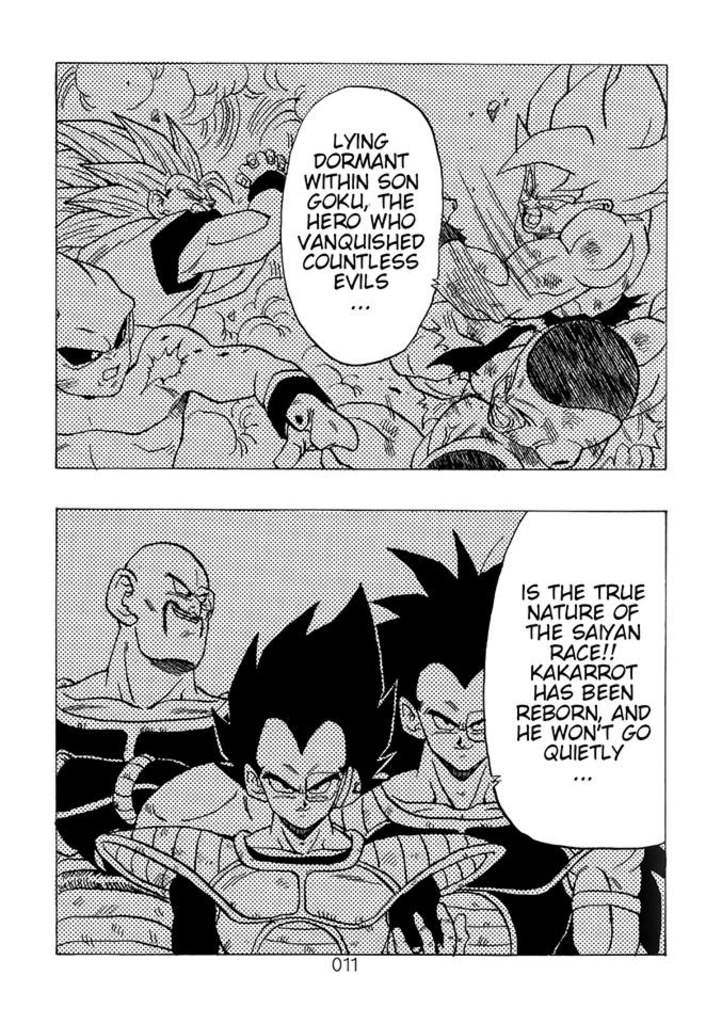 LYING
DORMANT
WITHIN SON
GOKU, THE
HERO WHO
VANQUISHED
COUNTLESS
EVILS
...
IS THE TRUE
NATURE OF
THE SAIYAN
RACE!!
KAKARROT
HAS BEEN
REBORN, AND
HE WON'T GO
QUIETLY
...
011